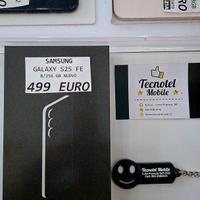 SAMSUNG
GALAXY S25 FE
8/256 GB NUOVO
499 EURO
Tecnotel
Mobile
Tecnotel Mobile